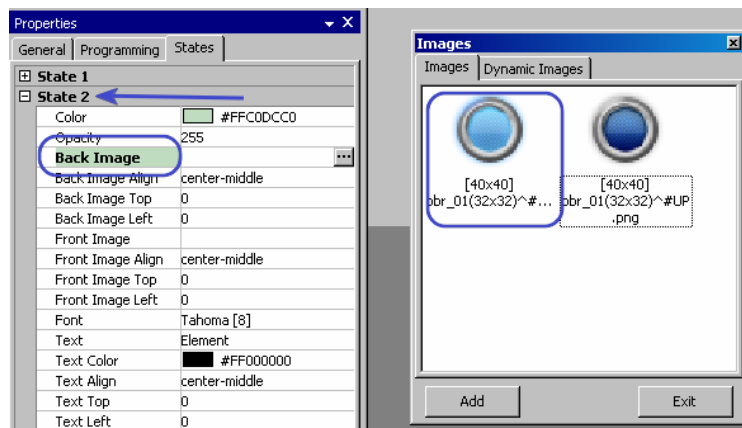 Properties
General Programming States
State 1
State 2
Color #FFC0DCC0
Opacity 255
Back Image ...
Back Image Align center-middle
Back Image Top 0
Back Image Left 0
Front Image
Front Image Align center-middle
Front Image Top 0
Front Image Left 0
Font Tahoma [8]
Text Element
Text Color #FF000000
Text Align center-middle
Text Top 0
Text Left 0
Images
Images Dynamic Images
[40x40]
pbr_01(32x32)^#...
[40x40]
pbr_01(32x32)^#UP
.png
Add Exit